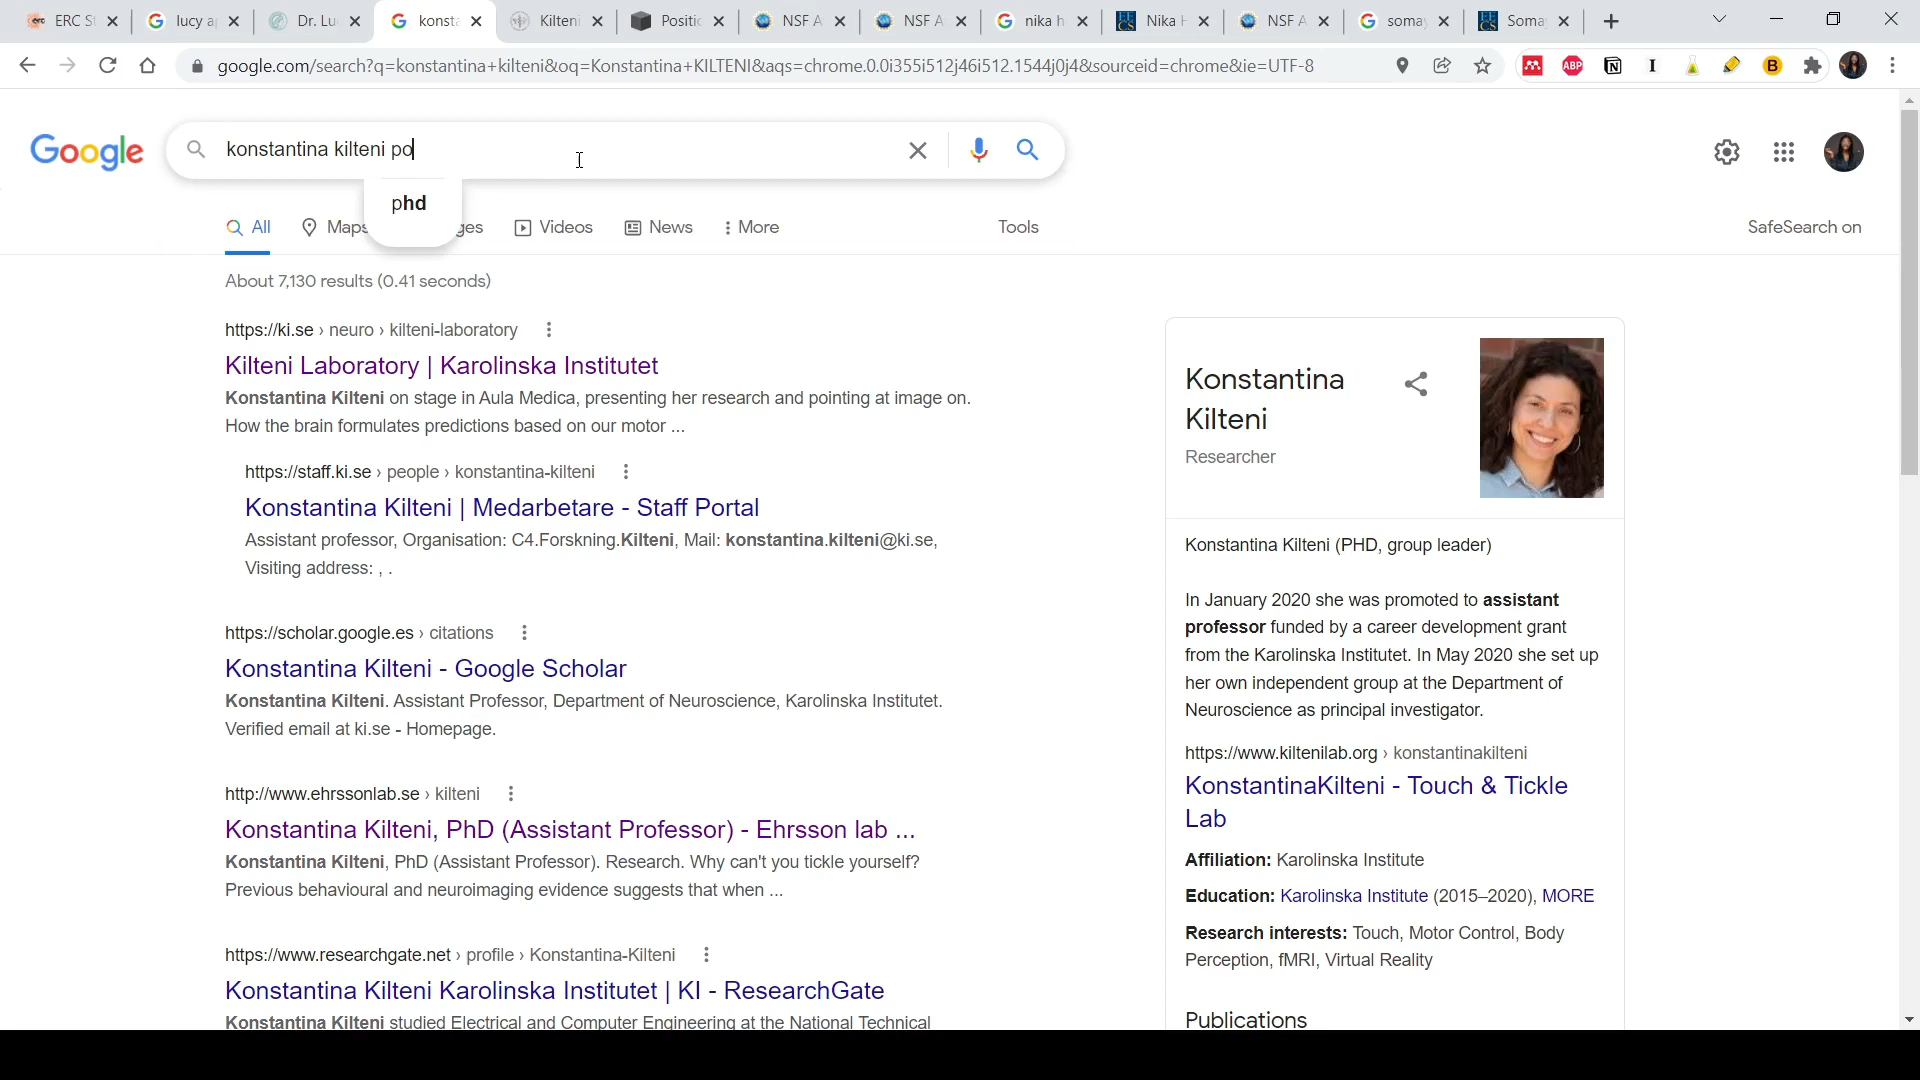 ERC St
lucy a
Dr. Lu
konsta
Kilteni
Positic
NSF A
NSF A
nika h
Nika H
NSF A
somay
Soma
google.com/search?q=konstantina+kilteni&oq=Konstantina+KILTENI&aqs=chrome.0.0i355i512j46i512.1544j0j4&sourceid=chrome&ie=UTF-8
ABP
Google
konstantina kilteni po
phd
All
Maps
ges
Videos
News
More
Tools
SafeSearch on
About 7,130 results (0.41 seconds)
https://ki.se › neuro › kilteni-laboratory
Kilteni Laboratory | Karolinska Institutet
Konstantina Kilteni on stage in Aula Medica, presenting her research and pointing at image on.
How the brain formulates predictions based on our motor ...
https://staff.ki.se › people › konstantina-kilteni
Konstantina Kilteni | Medarbetare - Staff Portal
Assistant professor, Organisation: C4.Forskning.Kilteni, Mail: konstantina.kilteni@ki.se,
Visiting address: , .
https://scholar.google.es › citations
Konstantina Kilteni - Google Scholar
Konstantina Kilteni. Assistant Professor, Department of Neuroscience, Karolinska Institutet.
Verified email at ki.se - Homepage.
http://www.ehrssonlab.se › kilteni
Konstantina Kilteni, PhD (Assistant Professor) - Ehrsson lab ...
Konstantina Kilteni, PhD (Assistant Professor). Research. Why can't you tickle yourself?
Previous behavioural and neuroimaging evidence suggests that when ...
https://www.researchgate.net › profile › Konstantina-Kilteni
Konstantina Kilteni Karolinska Institutet | KI - ResearchGate
Konstantina Kilteni studied Electrical and Computer Engineering at the National Technical
Konstantina
Kilteni
Researcher
Konstantina Kilteni (PHD, group leader)
In January 2020 she was promoted to assistant
professor funded by a career development grant
from the Karolinska Institutet. In May 2020 she set up
her own independent group at the Department of
Neuroscience as principal investigator.
https://www.kiltenilab.org › konstantinakilteni
KonstantinaKilteni - Touch & Tickle
Lab
Affiliation: Karolinska Institute
Education: Karolinska Institute (2015–2020), MORE
Research interests: Touch, Motor Control, Body
Perception, fMRI, Virtual Reality
Publications